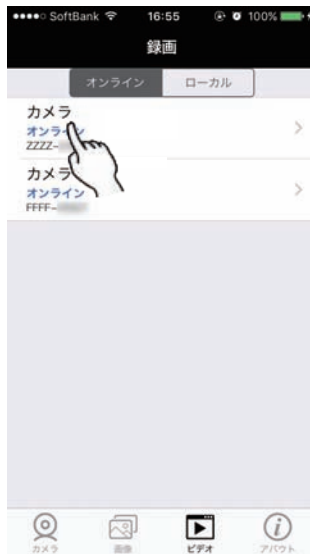 SoftBank 16:55 100%
録画
オンライン ローカル
カメラ
オンライン
ZZZZ-
カメラ
オンライン
FFFF-
カメラ 画像 ビデオ アバウト